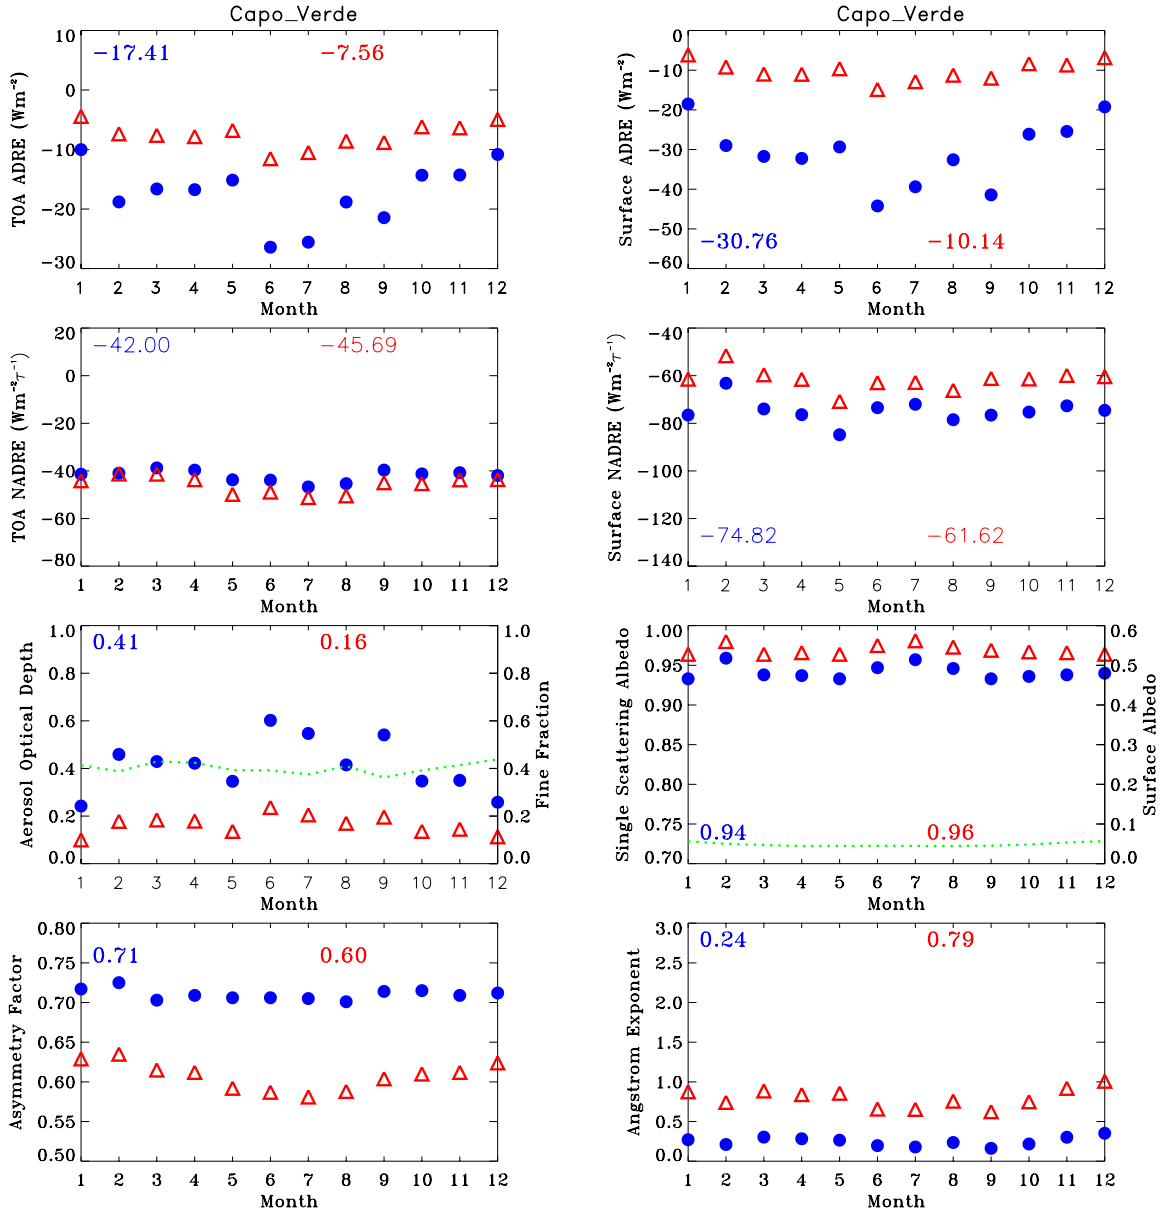 Capo_Verde
−17.41 −7.56
TOA ADRE (Wm⁻²)
10
0
−10
−20
−30
1 2 3 4 5 6 7 8 9 10 11 12
Month
Capo_Verde
Surface ADRE (Wm⁻²)
0
−10
−20
−30
−40
−50
−60
−30.76 −10.14
1 2 3 4 5 6 7 8 9 10 11 12
Month
−42.00 −45.69
TOA NADRE (Wm⁻²τ⁻¹)
20
0
−20
−40
−60
−80
1 2 3 4 5 6 7 8 9 10 11 12
Month
Surface NADRE (Wm⁻²τ⁻¹)
−40
−60
−80
−100
−120
−140
−74.82 −61.62
1 2 3 4 5 6 7 8 9 10 11 12
Month
0.41 0.16
Aerosol Optical Depth
1.0
0.8
0.6
0.4
0.2
0.0
Fine Fraction
1.0
0.8
0.6
0.4
0.2
0.0
1 2 3 4 5 6 7 8 9 10 11 12
Month
Single Scattering Albedo
1.00
0.95
0.90
0.85
0.80
0.75
0.70
0.94 0.96
Surface Albedo
0.6
0.5
0.4
0.3
0.2
0.1
0.0
1 2 3 4 5 6 7 8 9 10 11 12
Month
0.71 0.60
Asymmetry Factor
0.80
0.75
0.70
0.65
0.60
0.55
0.50
1 2 3 4 5 6 7 8 9 10 11 12
Month
0.24 0.79
Angstrom Exponent
3.0
2.5
2.0
1.5
1.0
0.5
0.0
1 2 3 4 5 6 7 8 9 10 11 12
Month